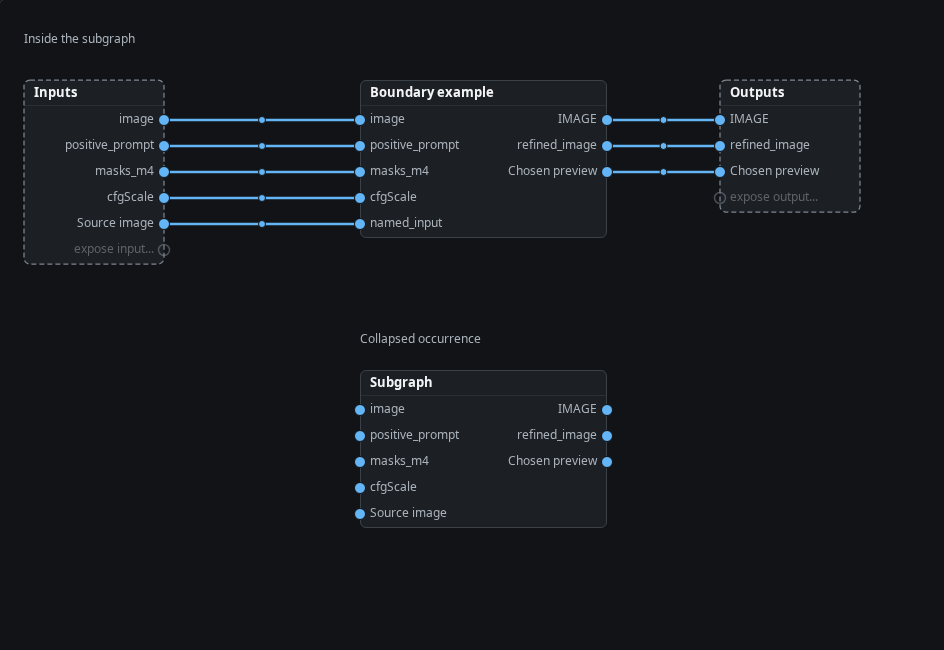 Inside the subgraph
Inputs
image
positive_prompt
masks_m4
cfgScale
Source image
expose input...
Boundary example
image IMAGE
positive_prompt refined_image
masks_m4 Chosen preview
cfgScale
named_input
Outputs
IMAGE
refined_image
Chosen preview
expose output...
Collapsed occurrence
Subgraph
image IMAGE
positive_prompt refined_image
masks_m4 Chosen preview
cfgScale
Source image